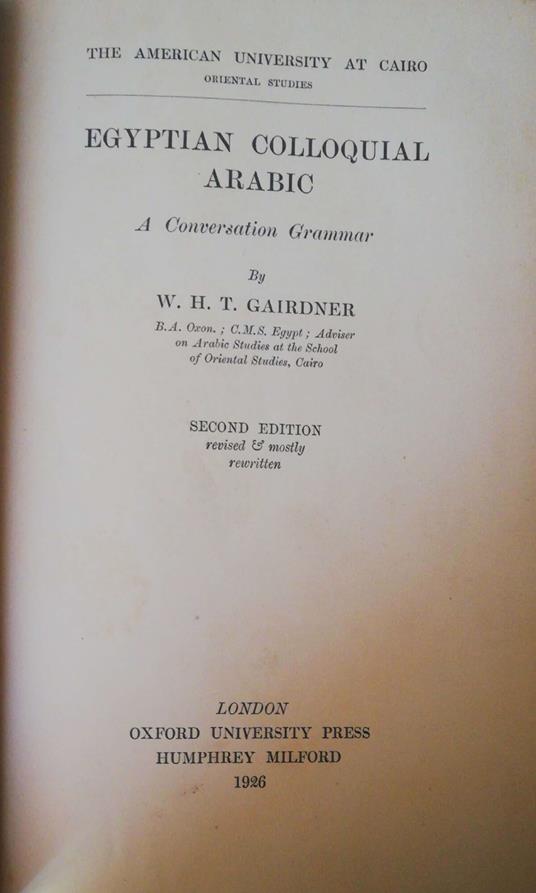 THE AMERICAN UNIVERSITY AT CAIRO
ORIENTAL STUDIES
EGYPTIAN COLLOQUIAL
ARABIC
A Conversation Grammar
By
W. H. T. GAIRDNER
B.A. Oxon. ; C.M.S. Egypt ; Adviser
on Arabic Studies at the School
of Oriental Studies, Cairo
SECOND EDITION
revised & mostly
rewritten
LONDON
OXFORD UNIVERSITY PRESS
HUMPHREY MILFORD
1926